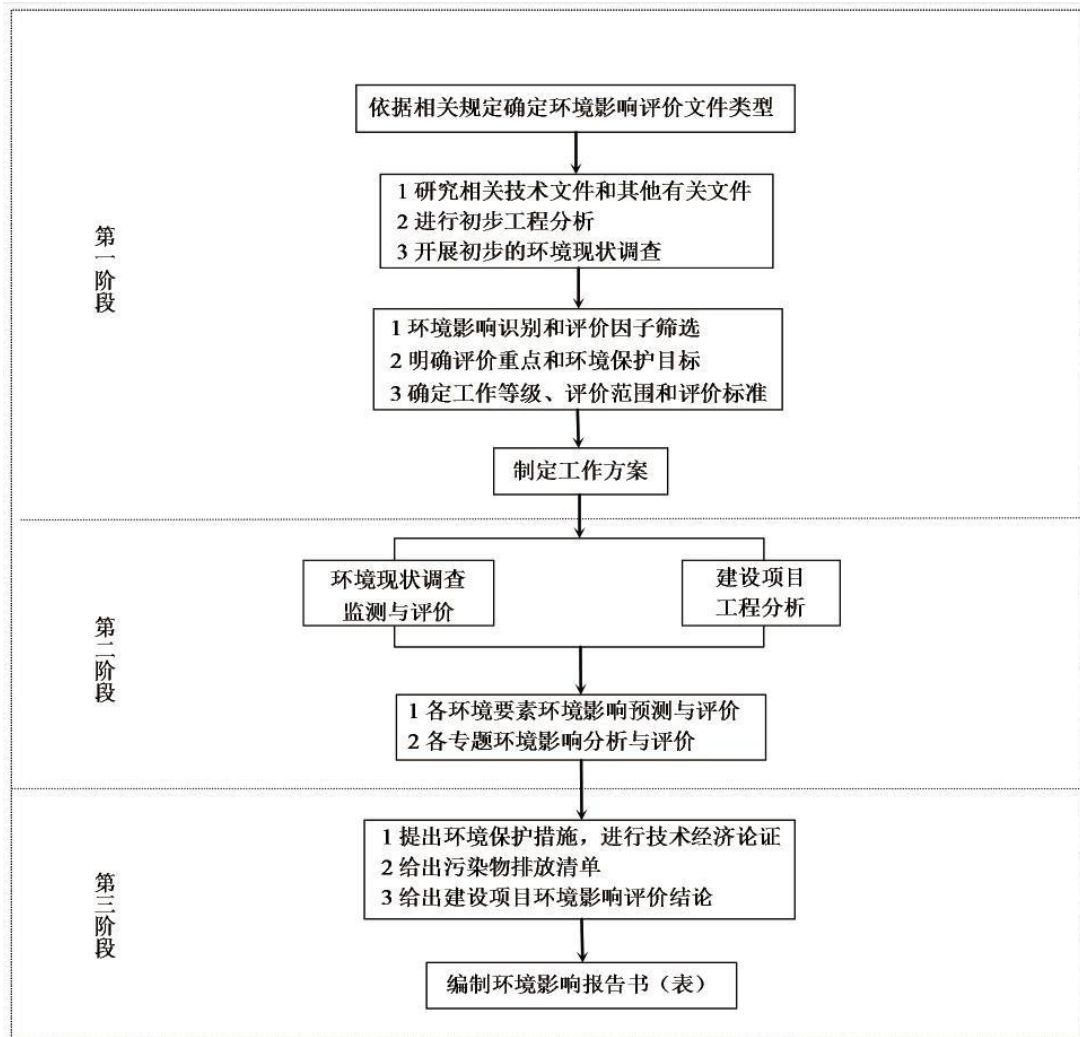 依据相关规定确定环境影响评价文件类型
1 研究相关技术文件和其他有关文件
2 进行初步工程分析
3 开展初步的环境现状调查
第一阶段
1 环境影响识别和评价因子筛选
2 明确评价重点和环境保护目标
3 确定工作等级、评价范围和评价标准
制定工作方案
环境现状调查
监测与评价
建设项目
工程分析
第二阶段
1 各环境要素环境影响预测与评价
2 各专题环境影响分析与评价
1 提出环境保护措施，进行技术经济论证
2 给出污染物排放清单
3 给出建设项目环境影响评价结论
第三阶段
编制环境影响报告书（表）